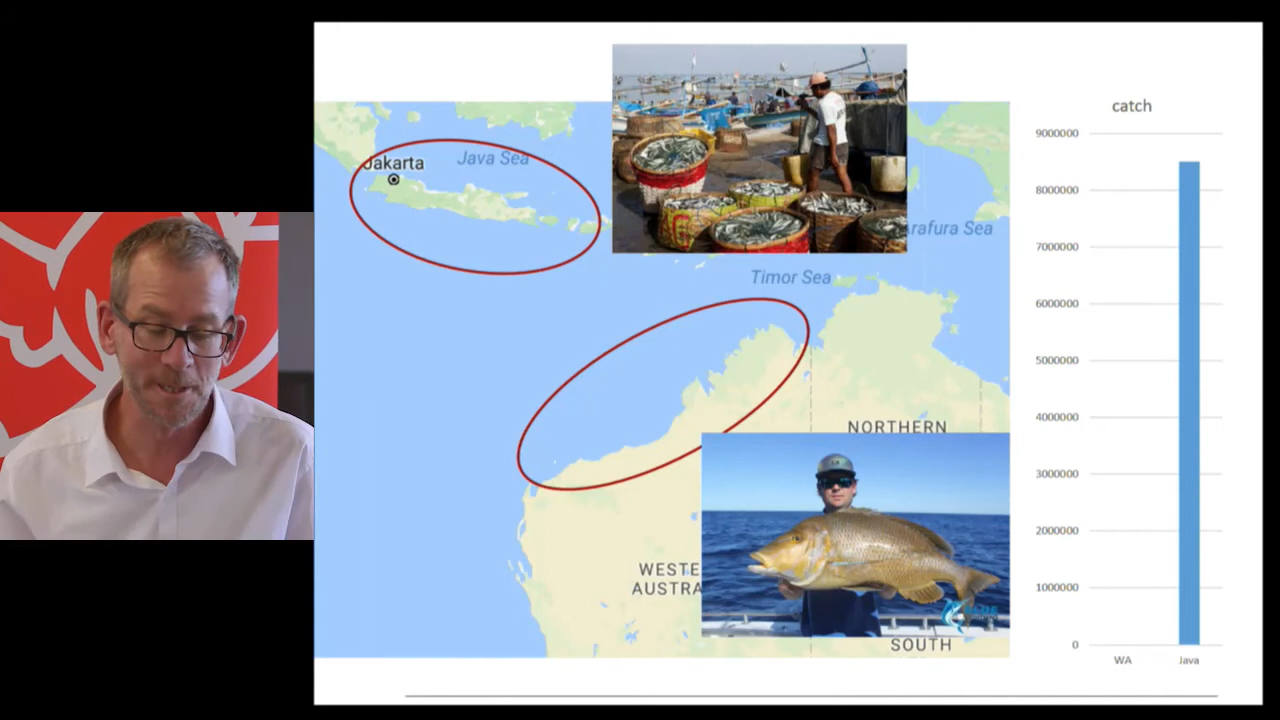 Jakarta
Java Sea
Arafura Sea
Timor Sea
NORTHERN
WESTE
AUSTRA
SOUTH
catch
9000000
8000000
7000000
6000000
5000000
4000000
3000000
2000000
1000000
0
WA
Java